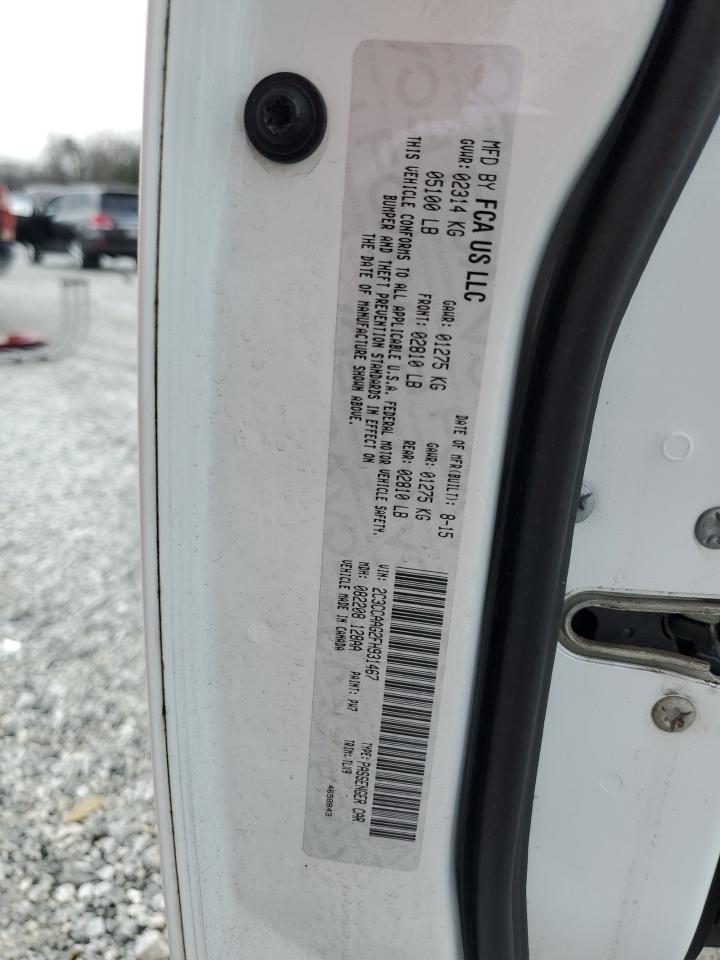 MFD BY FCA US LLC
DATE OF MFR(BUILT): 8-15
GVWR: 02314 KG
GAWR: 01275 KG
GAWR: 01275 KG
05100 LB
FRONT: 02810 LB
REAR: 02810 LB
THIS VEHICLE CONFORMS TO ALL APPLICABLE U.S.A. FEDERAL MOTOR VEHICLE SAFETY,
BUMPER AND THEFT PREVENTION STANDARDS IN EFFECT ON
THE DATE OF MANUFACTURE SHOWN ABOVE.
VIN: 2C3CCAAG2FH931467
TYPE: PASSENGER CAR
MDH: 082208 128AA
PAINT: PW7
TRIM: TLX9
VEHICLE MADE IN CANADA
4658843